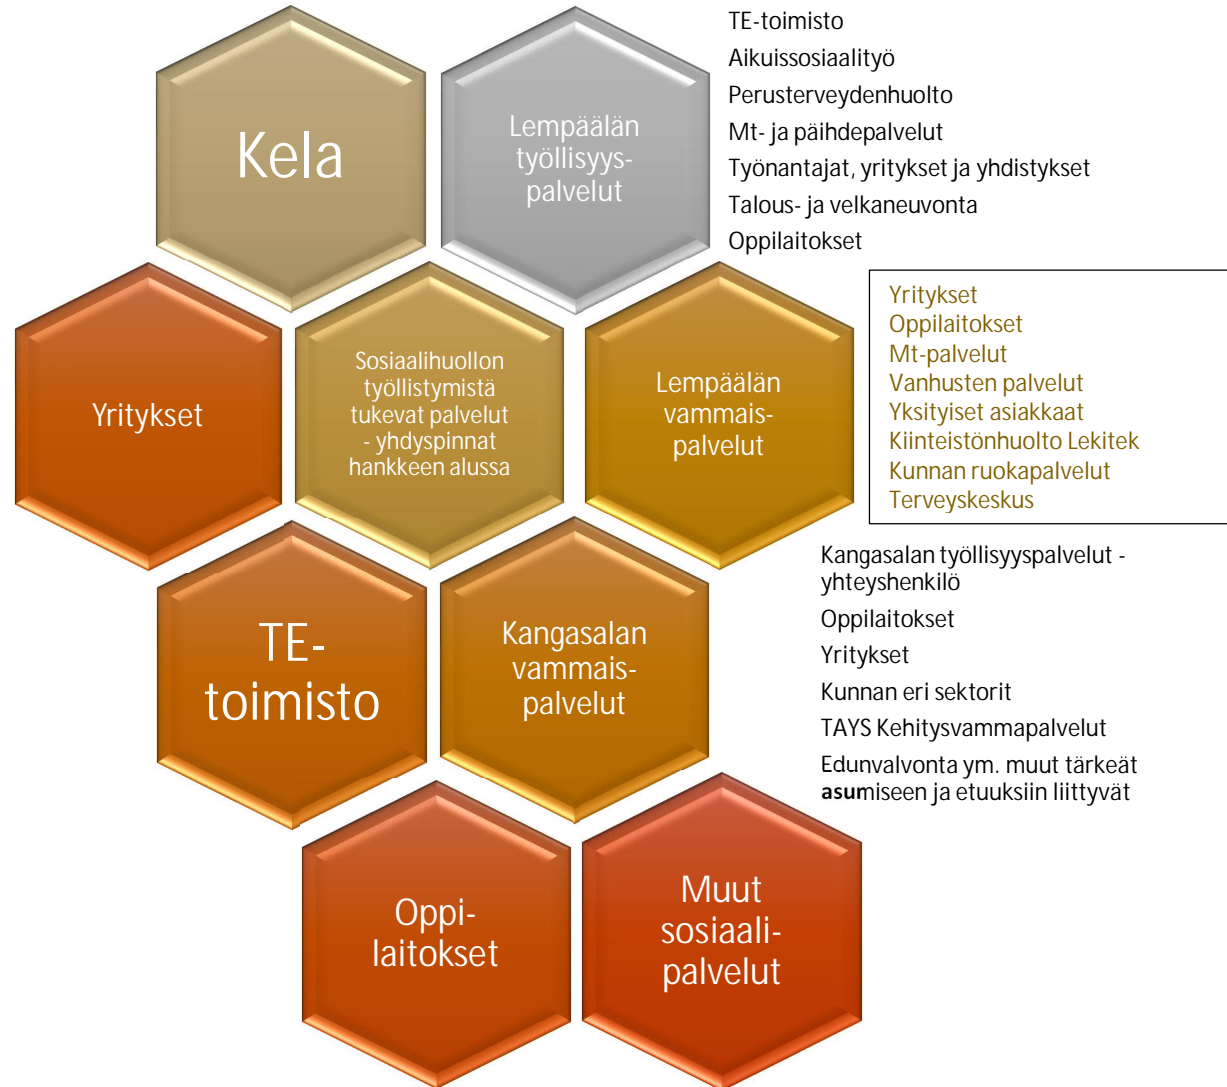 Kela
Lempäälän
työllisyys-
palvelut
TE-toimisto
Aikuissosiaalityö
Perusterveydenhuolto
Mt- ja päihdepalvelut
Työnantajat, yritykset ja yhdistykset
Talous- ja velkaneuvonta
Oppilaitokset
Yritykset
Sosiaalihuollon
työllistymistä
tukevat palvelut
- yhdyspinnat
hankkeen alussa
Lempäälän
vammais-
palvelut
Yritykset
Oppilaitokset
Mt-palvelut
Vanhusten palvelut
Yksityiset asiakkaat
Kiinteistönhuolto Lekitek
Kunnan ruokapalvelut
Terveyskeskus
TE-
toimisto
Kangasalan
vammais-
palvelut
Kangasalan työllisyyspalvelut -
yhteyshenkilö
Oppilaitokset
Yritykset
Kunnan eri sektorit
TAYS Kehitysvammapalvelut
Edunvalvonta ym. muut tärkeät
asumiseen ja etuuksiin liittyvät
Oppi-
laitokset
Muut
sosiaali-
palvelut